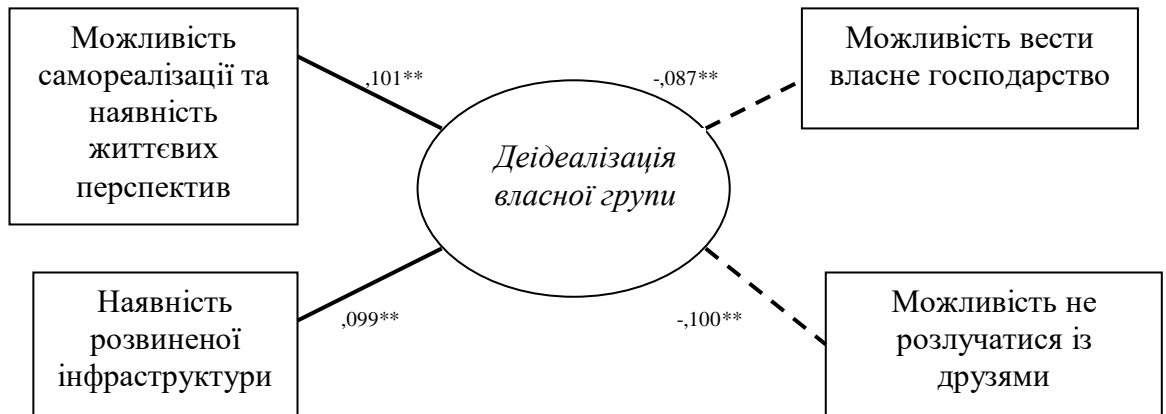 Можливість
самореалізації та
наявність
життєвих
перспектив
,101**
-,087**
Можливість вести
власне господарство
Деідеалізація
власної групи
Наявність
розвиненої
інфраструктури
,099**
-,100**
Можливість не
розлучатися із
друзями